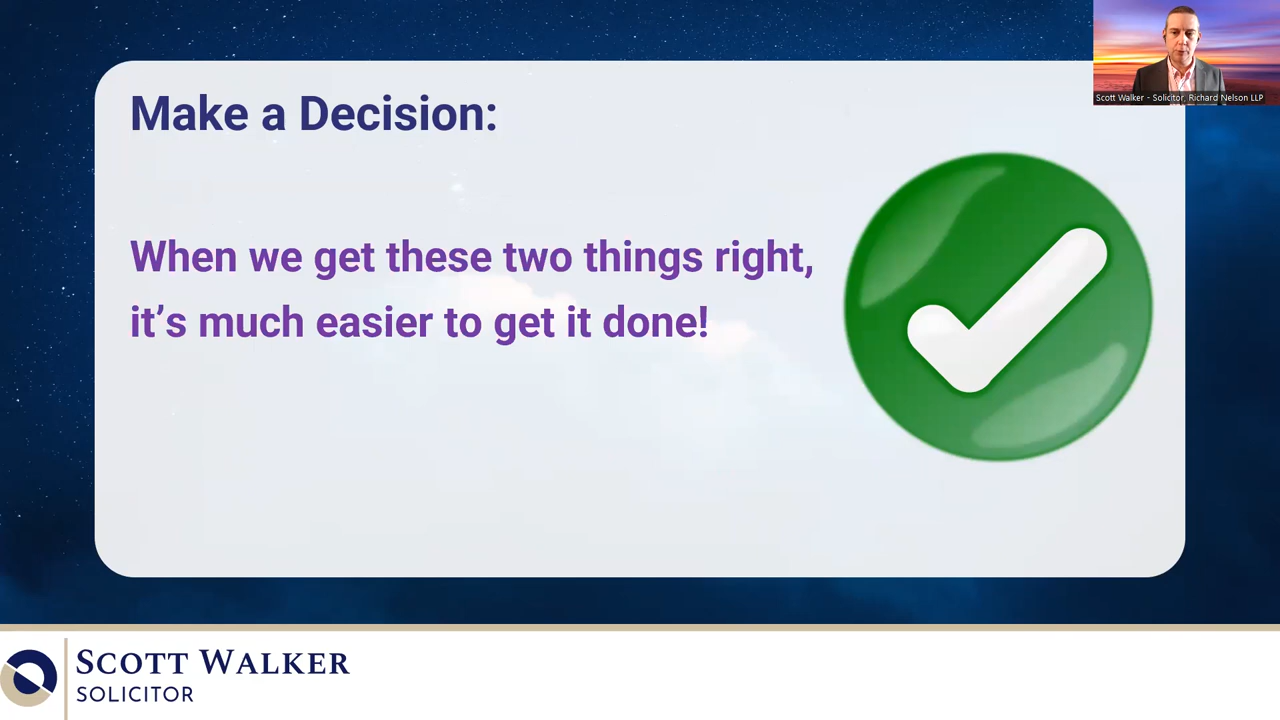 Make a Decision:
When we get these two things right,
it’s much easier to get it done!
Scott Walker - Solicitor, Richard Nelson LLP
SCOTT WALKER
SOLICITOR